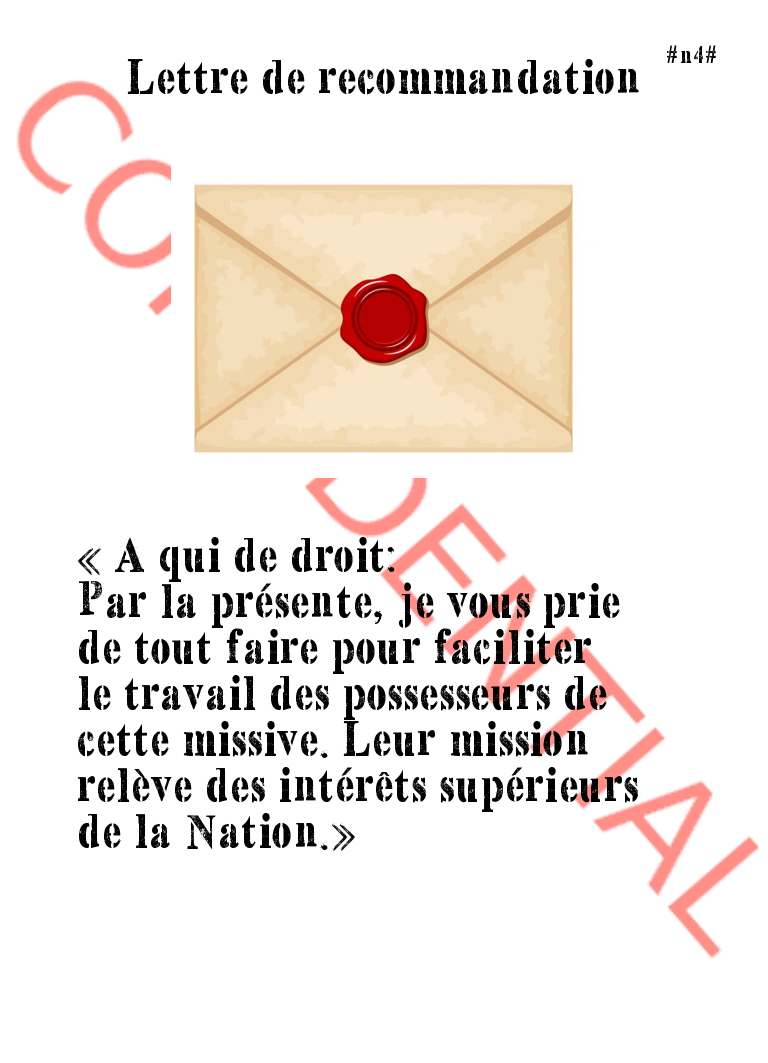 #n4#
Lettre de recommandation
CONFIDENTIAL
« A qui de droit:
Par la présente, je vous prie
de tout faire pour faciliter
le travail des possesseurs de
cette missive. Leur mission
relève des intérêts supérieurs
de la Nation.»